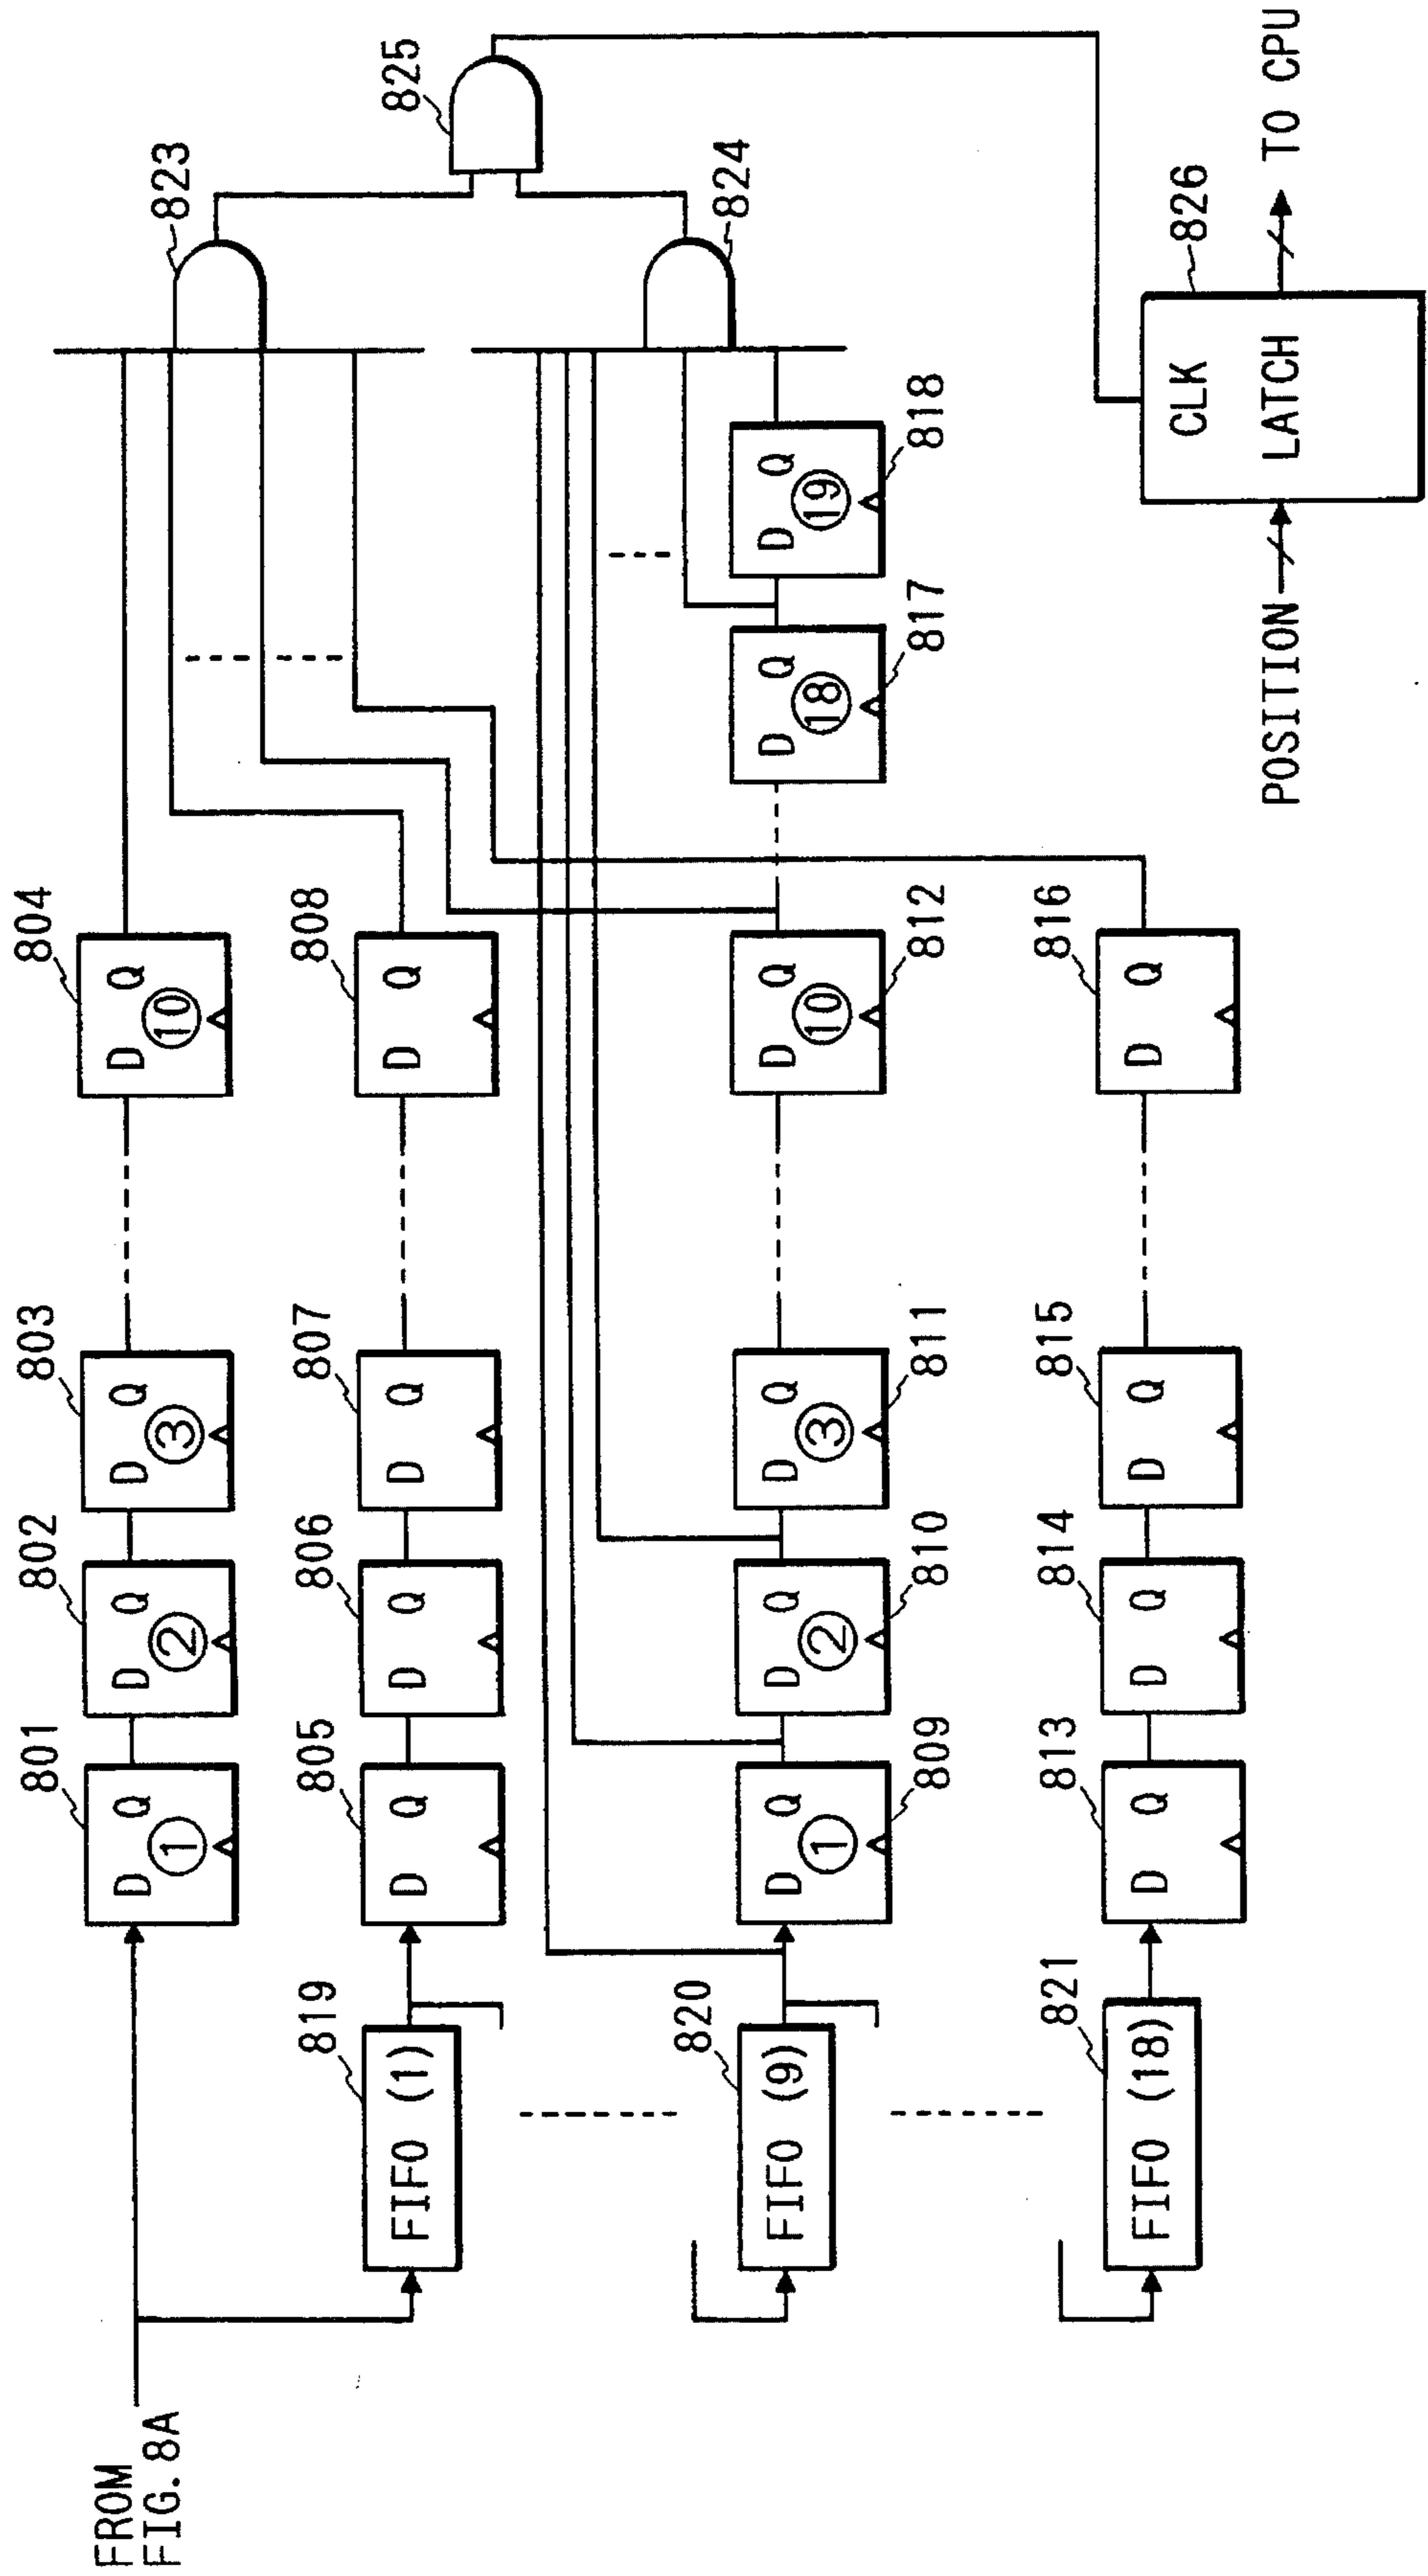 FROM
FIG. 8A
801
D Q
①
802
D Q
②
803
D Q
③
804
D Q
⑩
819
FIFO (1)
805
D Q
806
D Q
807
D Q
808
D Q
820
FIFO (9)
809
D Q
①
810
D Q
②
811
D Q
③
812
D Q
⑩
817
D Q
⑱
818
D Q
⑲
821
FIFO (18)
813
D Q
814
D Q
815
D Q
816
D Q
823
824
825
826
CLK
LATCH
POSITION
TO CPU